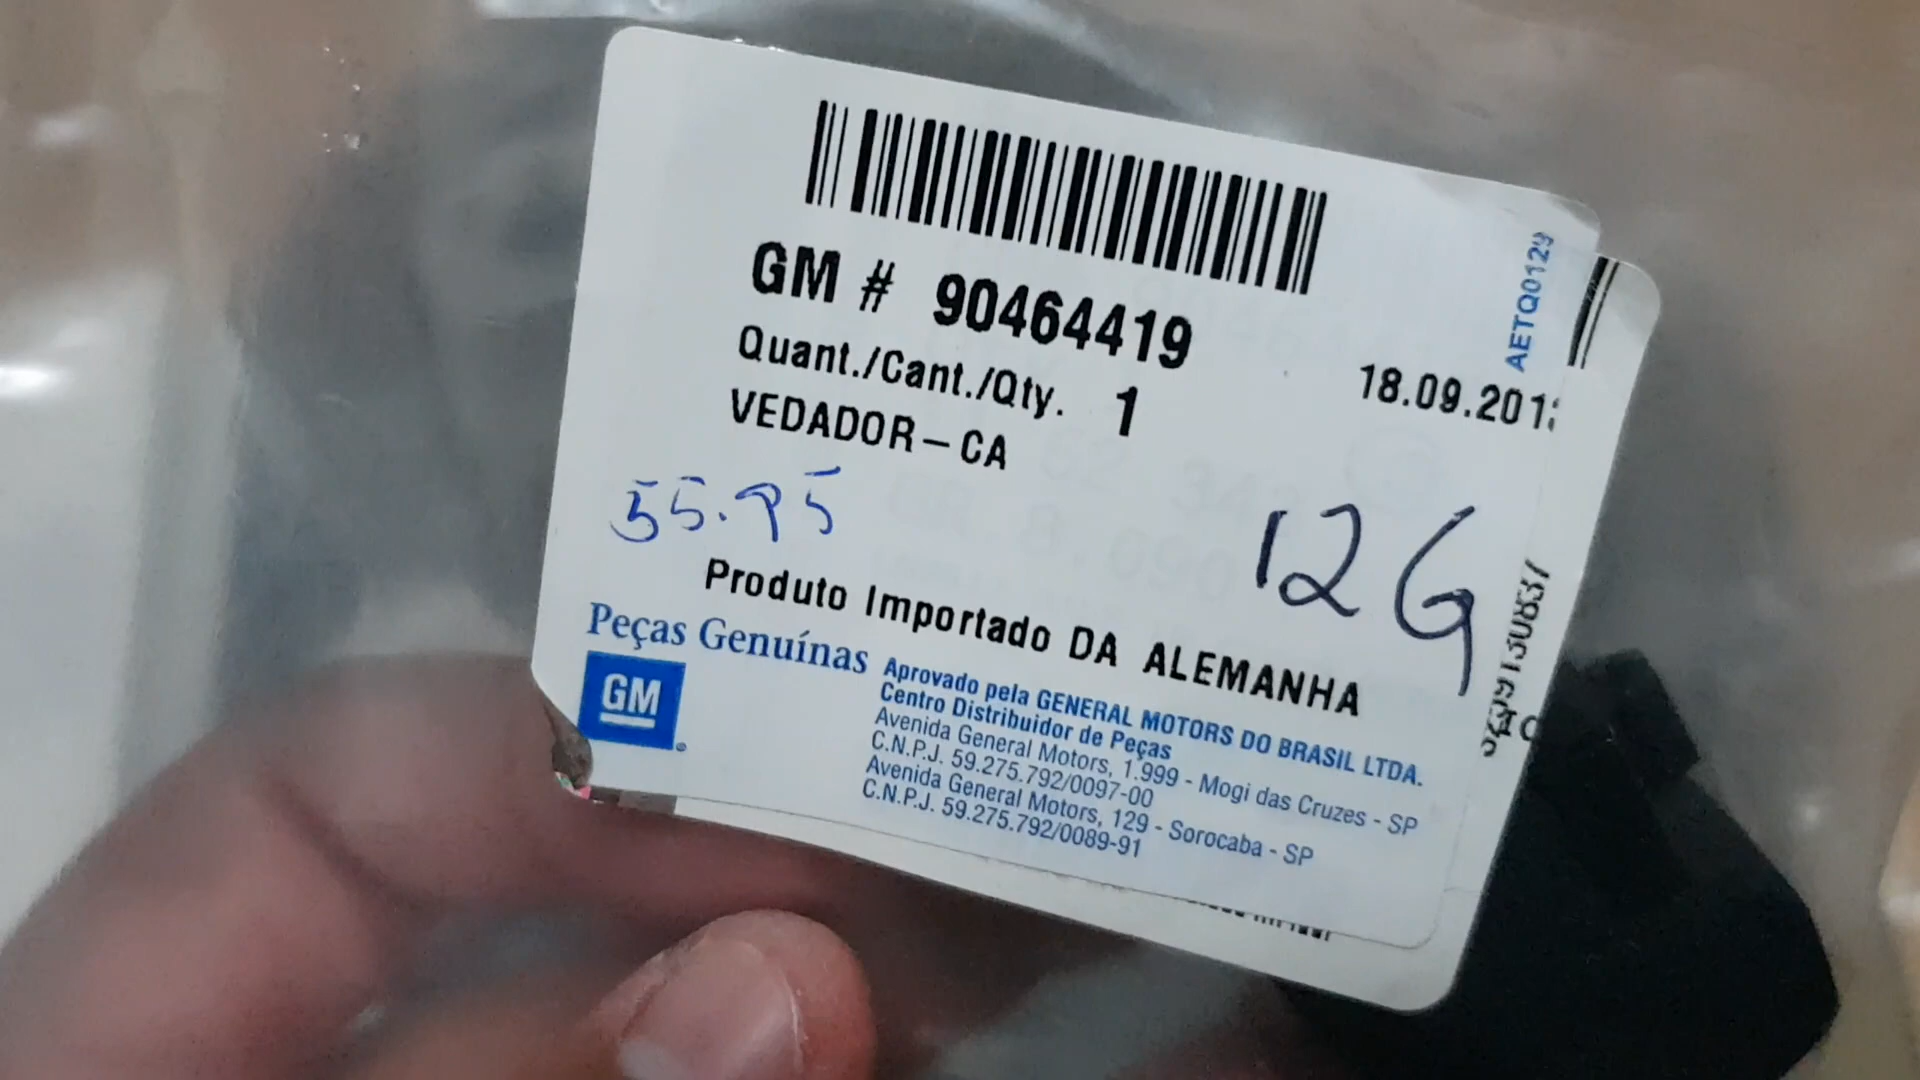 GM # 90464419
Quant./Cant./Qty. 1
18.09.201
VEDADOR-CA
55.95
12G
Produto Importado DA ALEMANHA
Peças Genuínas
GM
Aprovado pela GENERAL MOTORS DO BRASIL LTDA.
Centro Distribuidor de Peças
Avenida General Motors, 1.999 - Mogi das Cruzes - SP
C.N.P.J. 59.275.792/0097-00
Avenida General Motors, 129 - Sorocaba - SP
C.N.P.J. 59.275.792/0089-91
AETQ0129